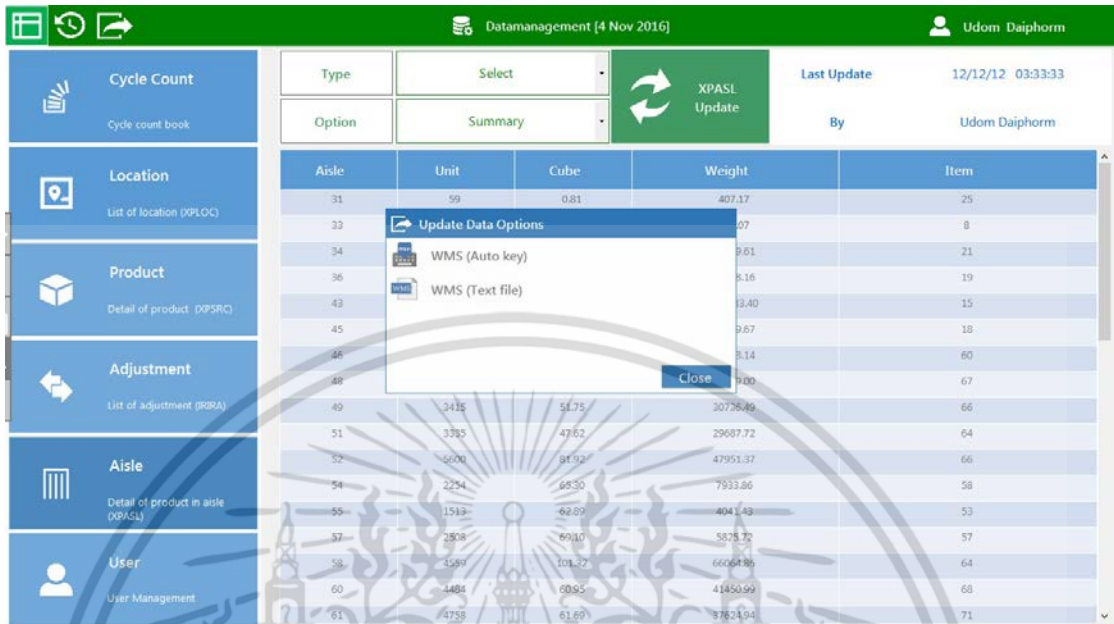 Datamanagement [4 Nov 2016]
Udom Daiphorm
Cycle Count
Cycle count book
Location
List of location (XPLOC)
Product
Detail of product (XPSRC)
Adjustment
List of adjustment (IRIRA)
Aisle
Detail of product in aisle
(XPASL)
User
User Management
Type Select
Option Summary
XPASL
Update
Last Update 12/12/12 03:33:33
By Udom Daiphorm
Aisle Unit Cube Weight Item
31 59 0.81 407.17 25
33 8
34 21
36 19
43 15
45 18
46 60
48 67
49 3415 51.75 30736.49 66
51 3335 47.62 29687.72 64
52 5600 81.92 47951.37 66
54 2254 65.30 7933.86 58
55 1513 62.89 4041.43 53
57 2508 69.10 5825.72 57
58 4559 101.32 66064.86 64
60 4484 60.95 41450.99 68
61 4758 61.69 37624.94 71
Update Data Options
WMS (Auto key)
WMS (Text file)
Close